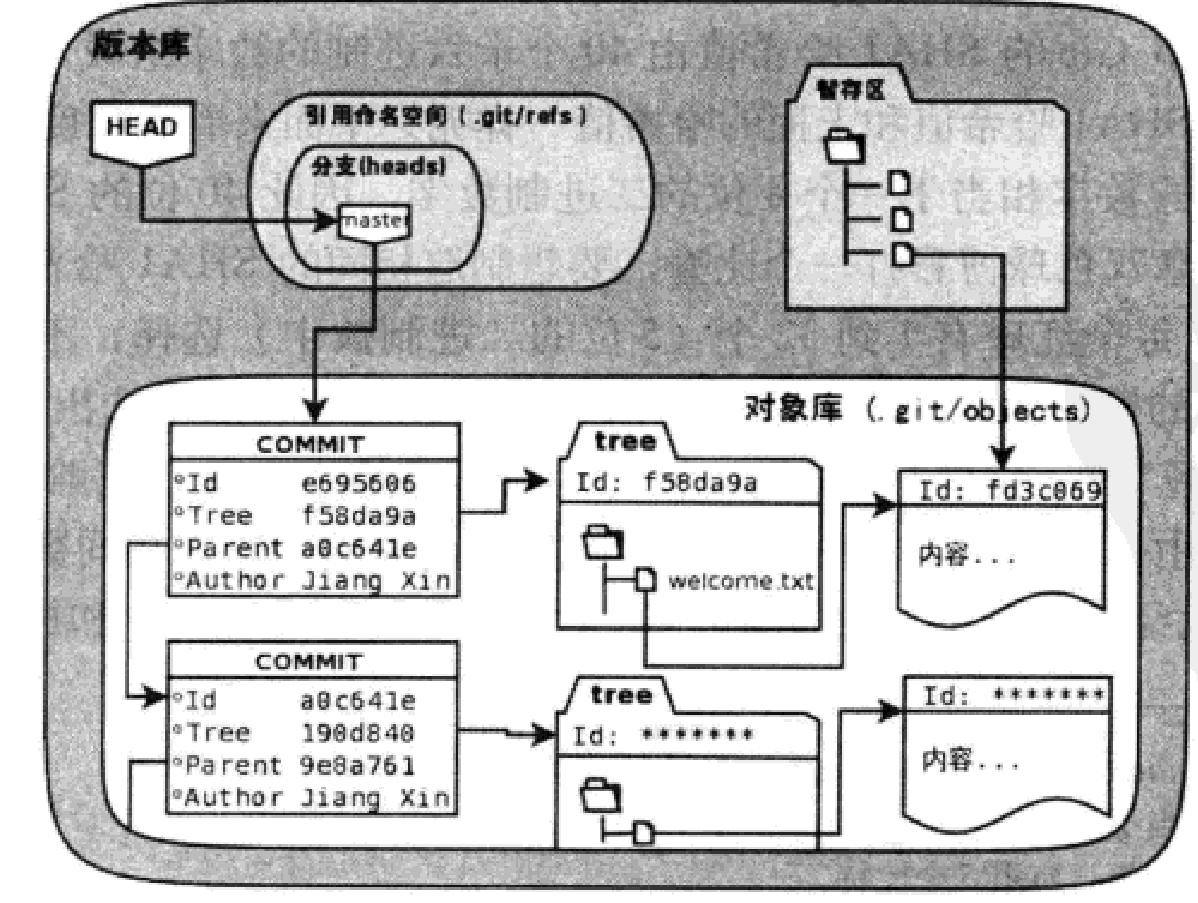 版本库
HEAD
引用命名空间 ( .git/refs )
分支(heads)
master
暂存区
对象库 (.git/objects)
COMMIT
Id e695606
Tree f58da9a
Parent a0c641e
Author Jiang Xin
tree
Id: f58da9a
welcome.txt
Id: fd3c069
内容...
COMMIT
Id a0c641e
Tree 190d840
Parent 9e8a761
Author Jiang Xin
tree
Id: *******
Id: *******
内容...